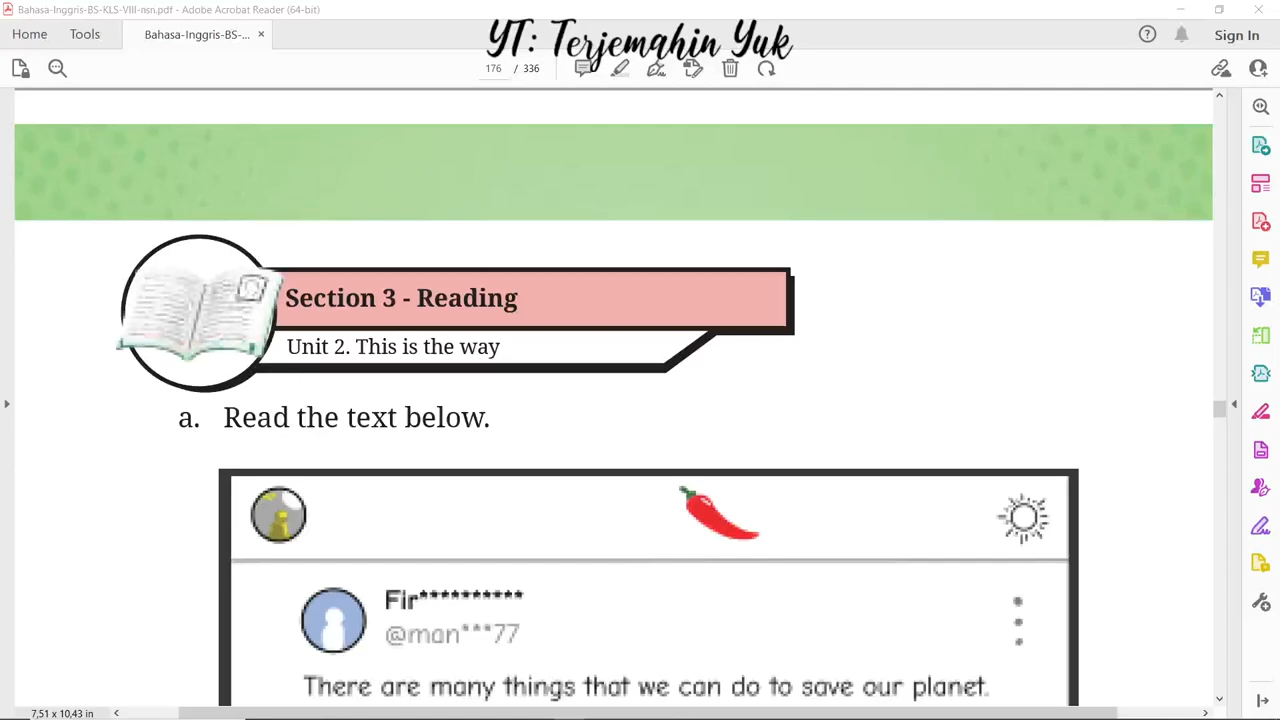 Bahasa-Inggris-BS-KLS-VIII-nsn.pdf - Adobe Acrobat Reader (64-bit)
Home Tools Bahasa-Inggris-BS-... × Sign In
YT: Terjemahin Yuk
176 / 336
Section 3 - Reading
Unit 2. This is the way
a. Read the text below.
Fir**********
@man***77
There are many things that we can do to save our planet.
7,51 x 10,43 in